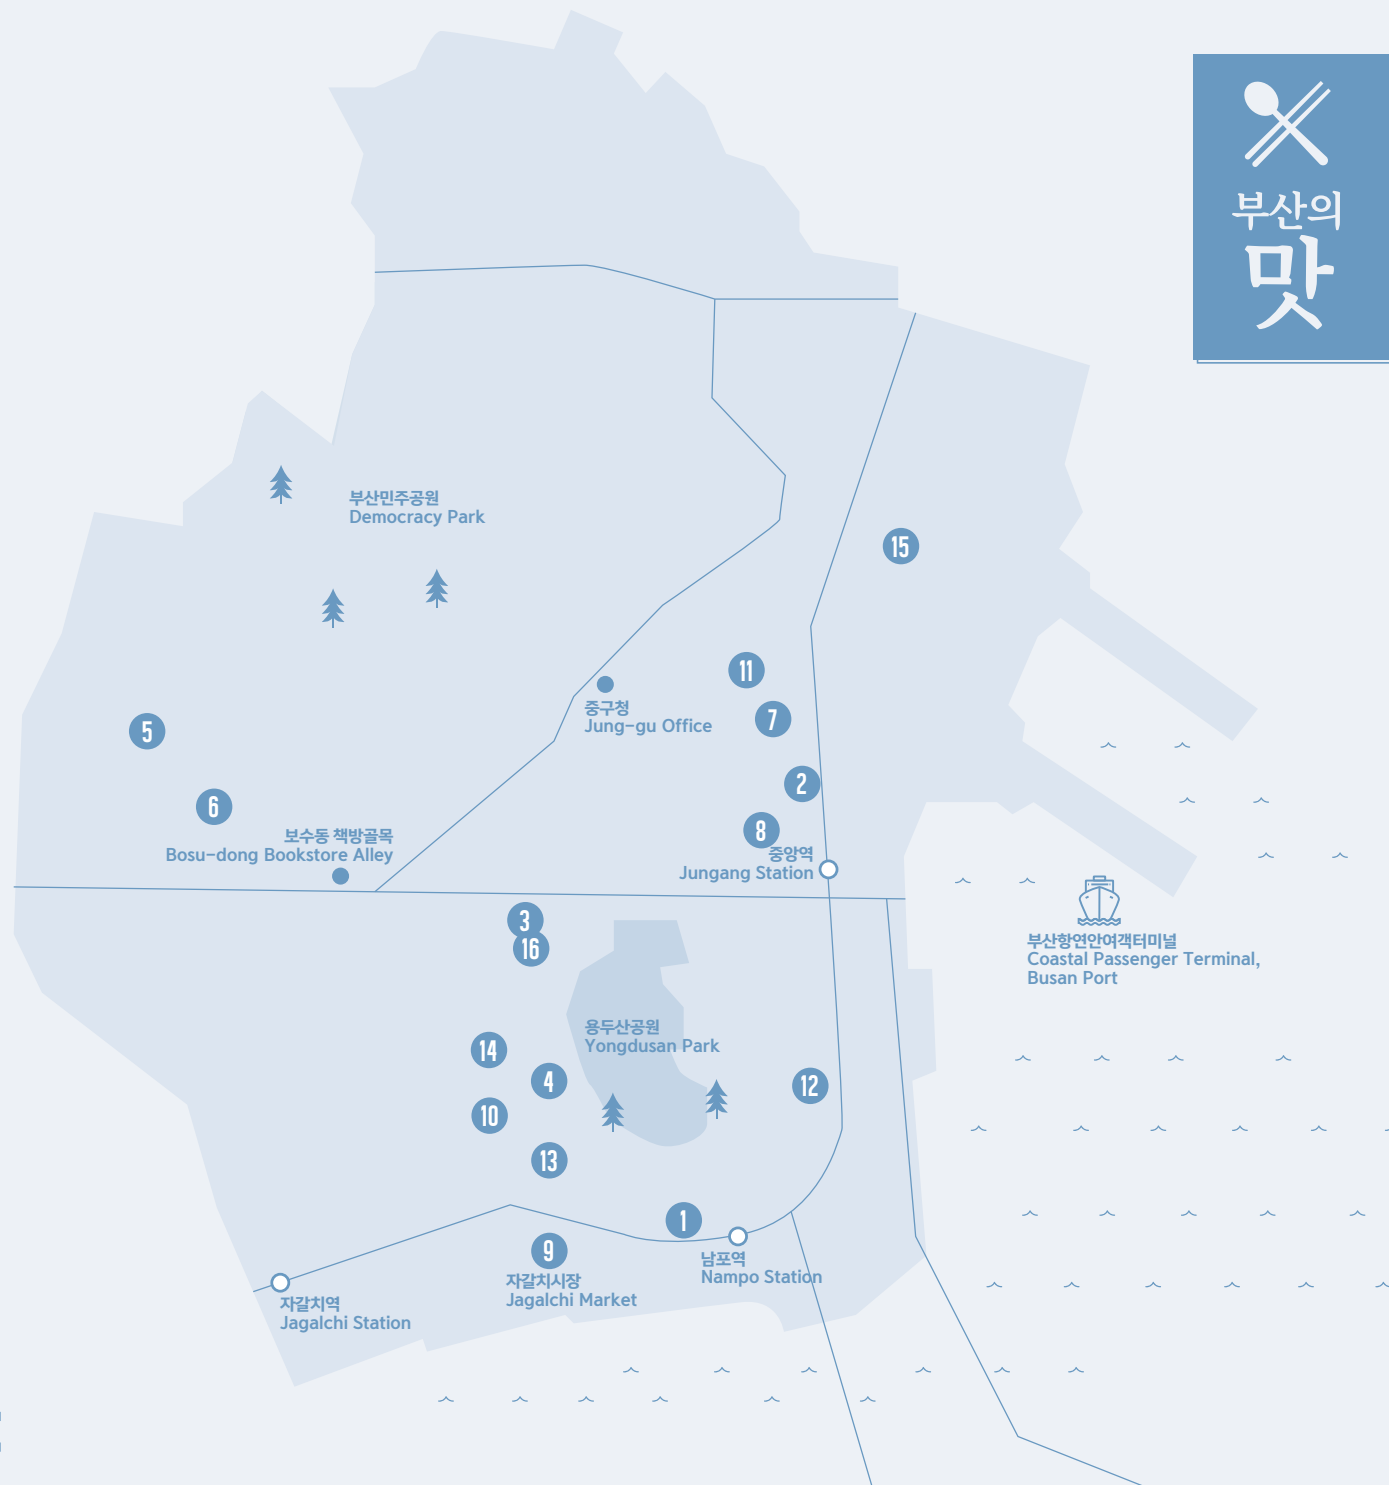 부산의
맛
부산민주공원
Democracy Park
15
11
중구청
Jung-gu Office
7
5
2
6
8
보수동 책방골목
Bosu-dong Bookstore Alley
중앙역
Jungang Station
3
16
부산항연안여객터미널
Coastal Passenger Terminal,
Busan Port
용두산공원
Yongdusan Park
14
4
12
10
13
1
9
남포역
Nampo Station
자갈치시장
Jagalchi Market
자갈치역
Jagalchi Station